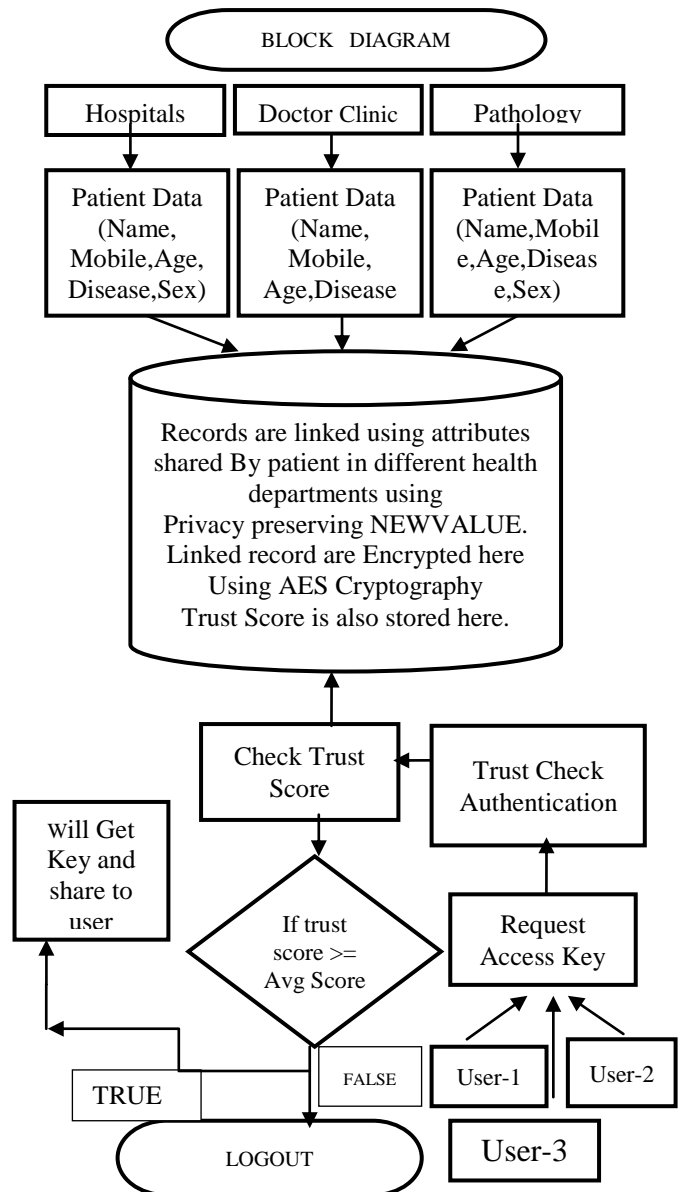 BLOCK DIAGRAM
Hospitals
Doctor Clinic
Pathology
Patient Data
(Name,
Mobile,Age,
Disease,Sex)
Patient Data
(Name,
Mobile,
Age,Disease
Patient Data
(Name,Mobil
e,Age,Diseas
e,Sex)
Records are linked using attributes
shared By patient in different health
departments using
Privacy preserving NEWVALUE.
Linked record are Encrypted here
Using AES Cryptography
Trust Score is also stored here.
Check Trust
Score
Trust Check
Authentication
will Get
Key and
share to
user
If trust
score >=
Avg Score
Request
Access Key
TRUE
FALSE
User-1
User-2
User-3
LOGOUT